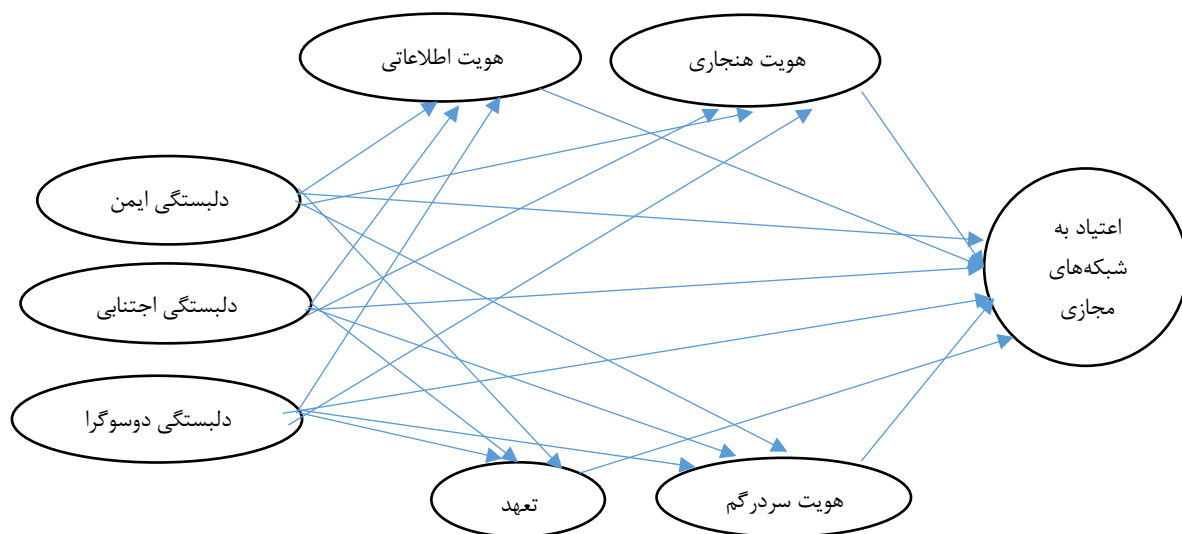 هویت اطلاعاتی
هویت هنجاری
دلبستگی ایمن
دلبستگی اجتنابی
دلبستگی دوسوگرا
اعتیاد به
شبکه‌های
مجازی
تعهد
هویت سردرگم